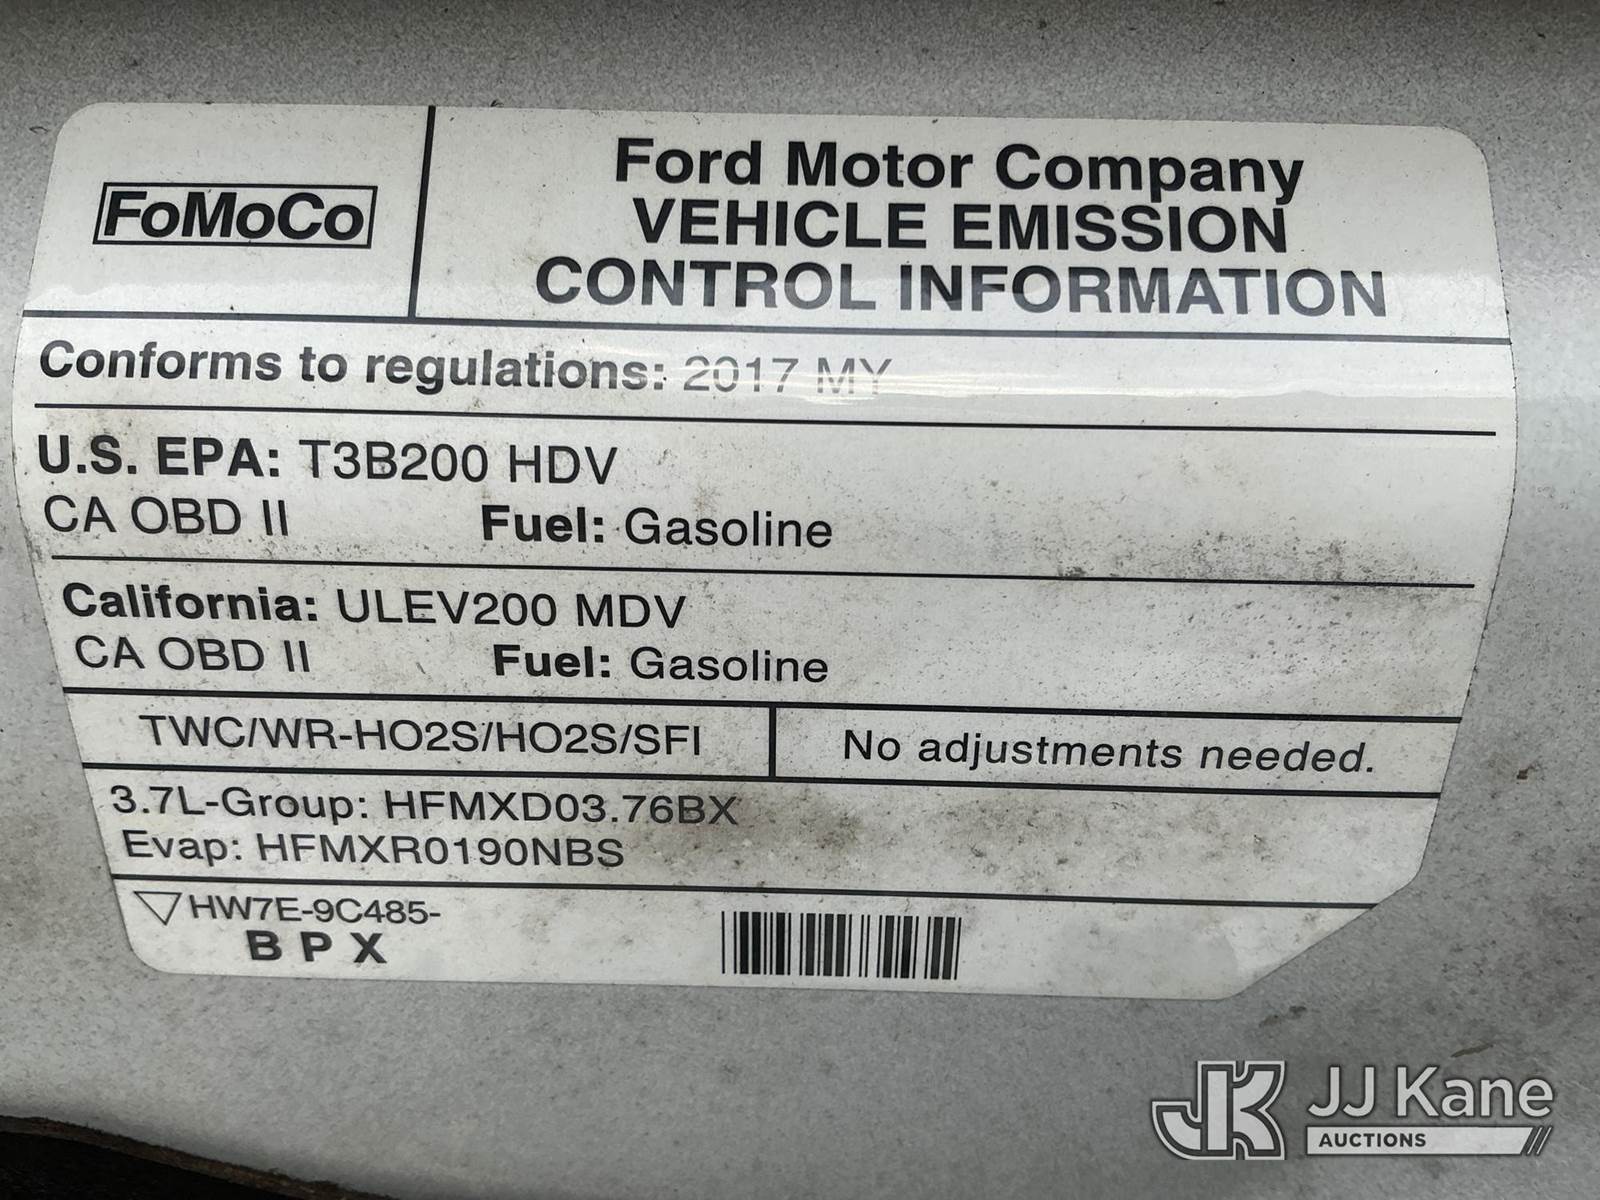 FoMoCo
Ford Motor Company
VEHICLE EMISSION
CONTROL INFORMATION
Conforms to regulations: 2017 MY
U.S. EPA: T3B200 HDV
CA OBD II Fuel: Gasoline
California: ULEV200 MDV
CA OBD II Fuel: Gasoline
TWC/WR-HO2S/HO2S/SFI No adjustments needed.
3.7L-Group: HFMXD03.76BX
Evap: HFMXR0190NBS
HW7E-9C485-
B P X
JK JJ Kane
AUCTIONS